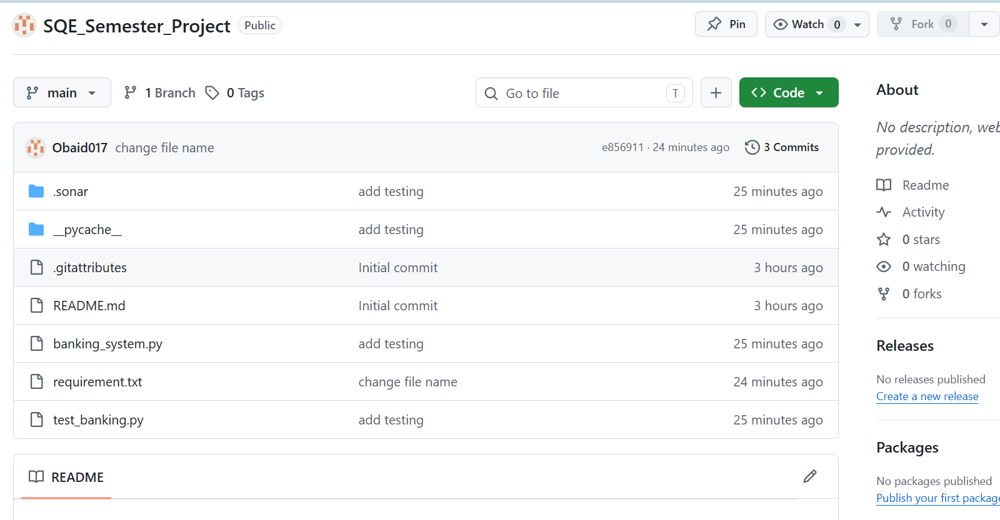 SQE_Semester_Project Public Pin Watch 0 Fork 0
main 1 Branch 0 Tags Go to file T Code
Obaid017 change file name e856911 · 24 minutes ago 3 Commits
.sonar add testing 25 minutes ago
__pycache__ add testing 25 minutes ago
.gitattributes Initial commit 3 hours ago
README.md Initial commit 3 hours ago
banking_system.py add testing 25 minutes ago
requirement.txt change file name 24 minutes ago
test_banking.py add testing 25 minutes ago
README
About
No description, web
provided.
Readme
Activity
0 stars
0 watching
0 forks
Releases
No releases published
Create a new release
Packages
No packages published
Publish your first package